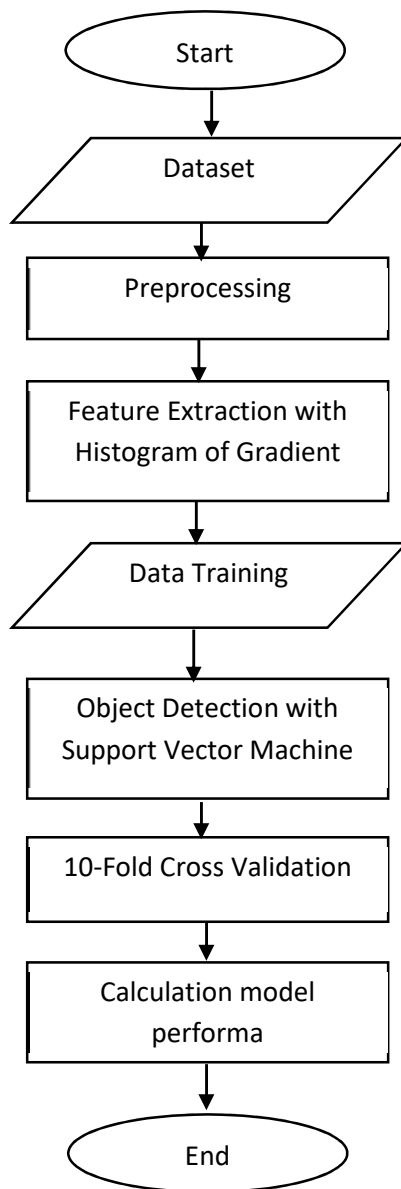 Start
Dataset
Preprocessing
Feature Extraction with
Histogram of Gradient
Data Training
Object Detection with
Support Vector Machine
10-Fold Cross Validation
Calculation model
performa
End